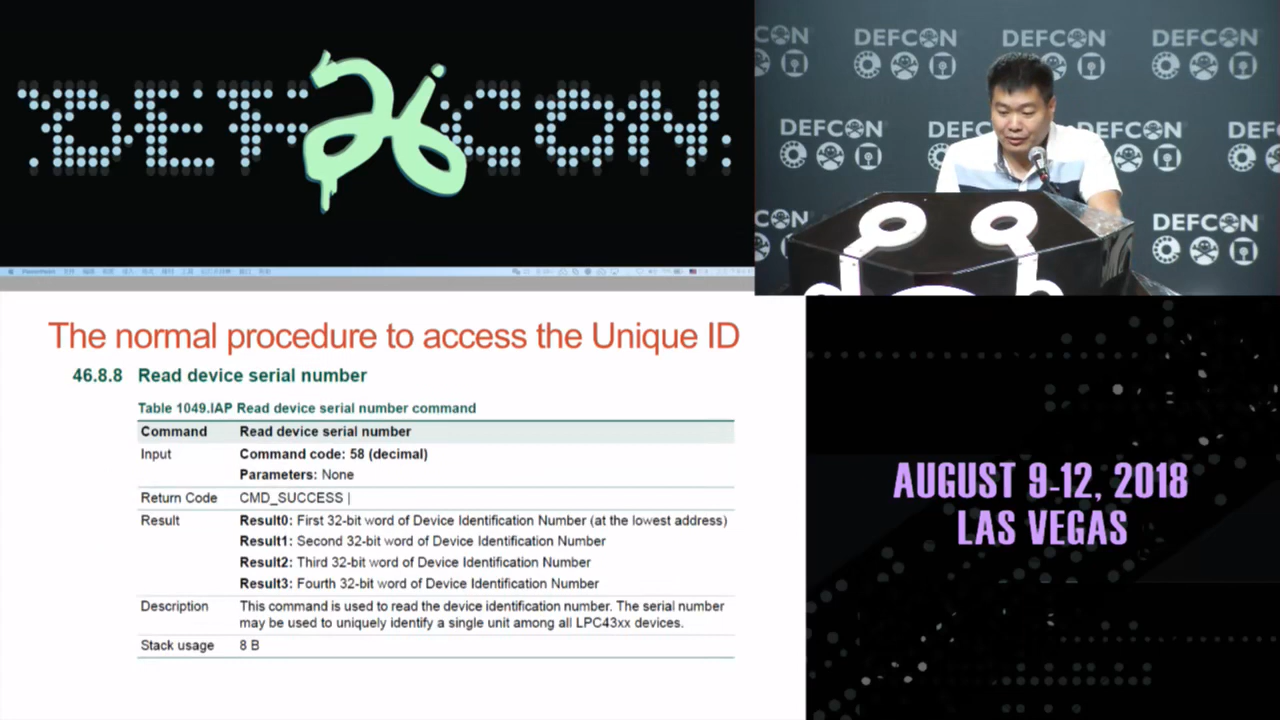 DEFCON
26
DEFCON
DEFCON
DEFCON
DEFCON
DEFCON
DEFCON
The normal procedure to access the Unique ID
46.8.8 Read device serial number
Table 1049.IAP Read device serial number command
Command Read device serial number
Input Command code: 58 (decimal)
Parameters: None
Return Code CMD_SUCCESS |
Result Result0: First 32-bit word of Device Identification Number (at the lowest address)
Result1: Second 32-bit word of Device Identification Number
Result2: Third 32-bit word of Device Identification Number
Result3: Fourth 32-bit word of Device Identification Number
Description This command is used to read the device identification number. The serial number
may be used to uniquely identify a single unit among all LPC43xx devices.
Stack usage 8 B
AUGUST 9-12, 2018
LAS VEGAS